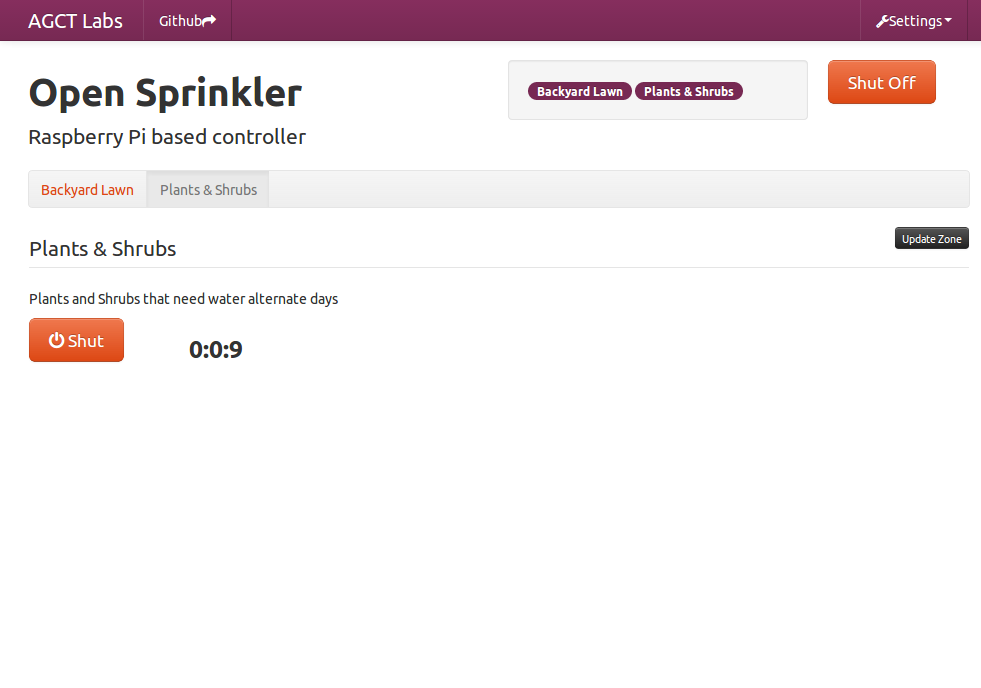 AGCT Labs Github Settings
Open Sprinkler
Raspberry Pi based controller
Backyard Lawn Plants & Shrubs
Shut Off
Backyard Lawn Plants & Shrubs
Plants & Shrubs
Update Zone
Plants and Shrubs that need water alternate days
Shut 0:0:9